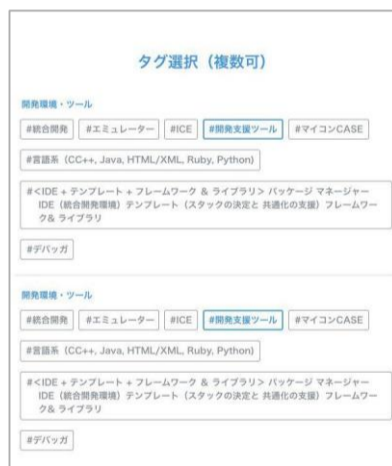 タグ選択（複数可）
開発環境・ツール
#統合開発 #エミュレーター #ICE #開発支援ツール #マイコンCASE
#言語系（CC++, Java, HTML/XML, Ruby, Python）
#<IDE + テンプレート + フレームワーク & ライブラリ> パッケージ マネージャー
IDE（統合開発環境）テンプレート（スタックの決定と 共通化の支援）フレームワー
ク& ライブラリ
#デバッガ
開発環境・ツール
#統合開発 #エミュレーター #ICE #開発支援ツール #マイコンCASE
#言語系（CC++, Java, HTML/XML, Ruby, Python）
#<IDE + テンプレート + フレームワーク & ライブラリ> パッケージ マネージャー
IDE（統合開発環境）テンプレート（スタックの決定と 共通化の支援）フレームワー
ク& ライブラリ
#デバッガ